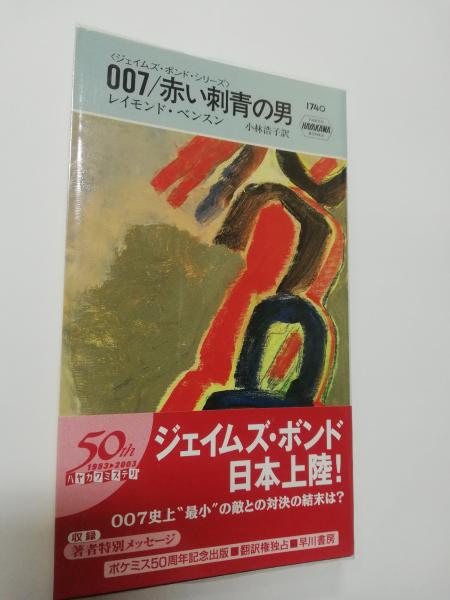 〈ジェイムズ・ボンド・シリーズ〉
007/赤い刺青の男
1740
レイモンド・ベンスン
小林浩子訳
HAYAKAWA
50th
1953▶2003
ハヤカワミステリ
ジェイムズ・ボンド
日本上陸!
007史上“最小”の敵との対決の結末は?
収録
著者特別メッセージ
ポケミス50周年記念出版■翻訳権独占■早川書房